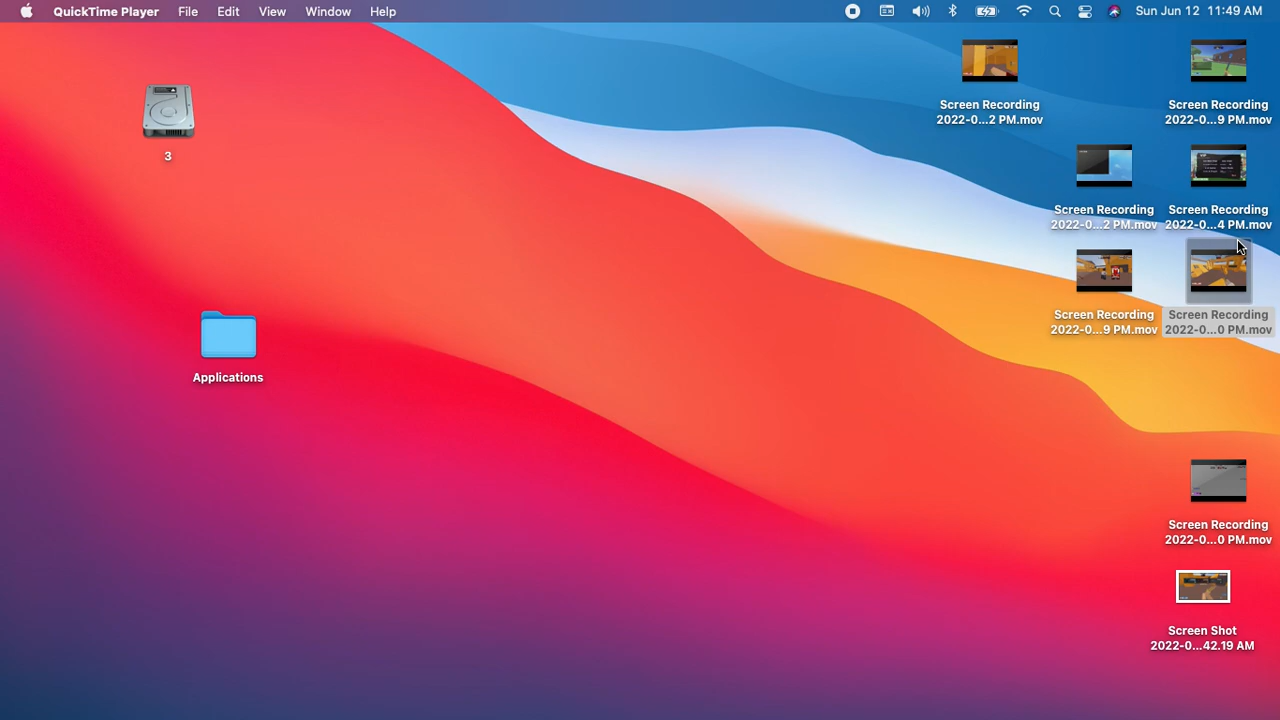 QuickTime Player File Edit View Window Help Sun Jun 12 11:49 AM
Screen Recording
2022-0...2 PM.mov
Screen Recording
2022-0...9 PM.mov
3
Screen Recording
2022-0...2 PM.mov
Screen Recording
2022-0...4 PM.mov
Screen Recording
2022-0...9 PM.mov
Screen Recording
2022-0...0 PM.mov
Applications
Screen Recording
2022-0...0 PM.mov
Screen Shot
2022-0...42.19 AM